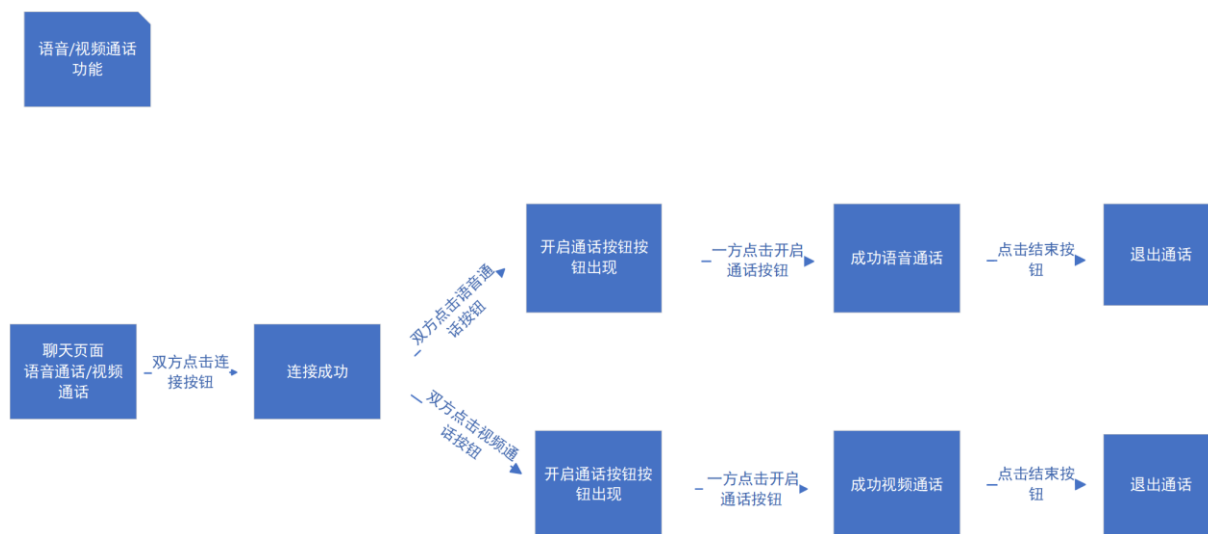 语音/视频通话
功能
聊天页面
语音通话/视频
通话
双方点击连
接按钮
连接成功
双方点击语音通
话按钮
开启通话按钮按
钮出现
一方点击开启
通话按钮
成功语音通话
点击结束按
钮
退出通话
双方点击视频通
话按钮
开启通话按钮按
钮出现
一方点击开启
通话按钮
成功视频通话
点击结束按
钮
退出通话